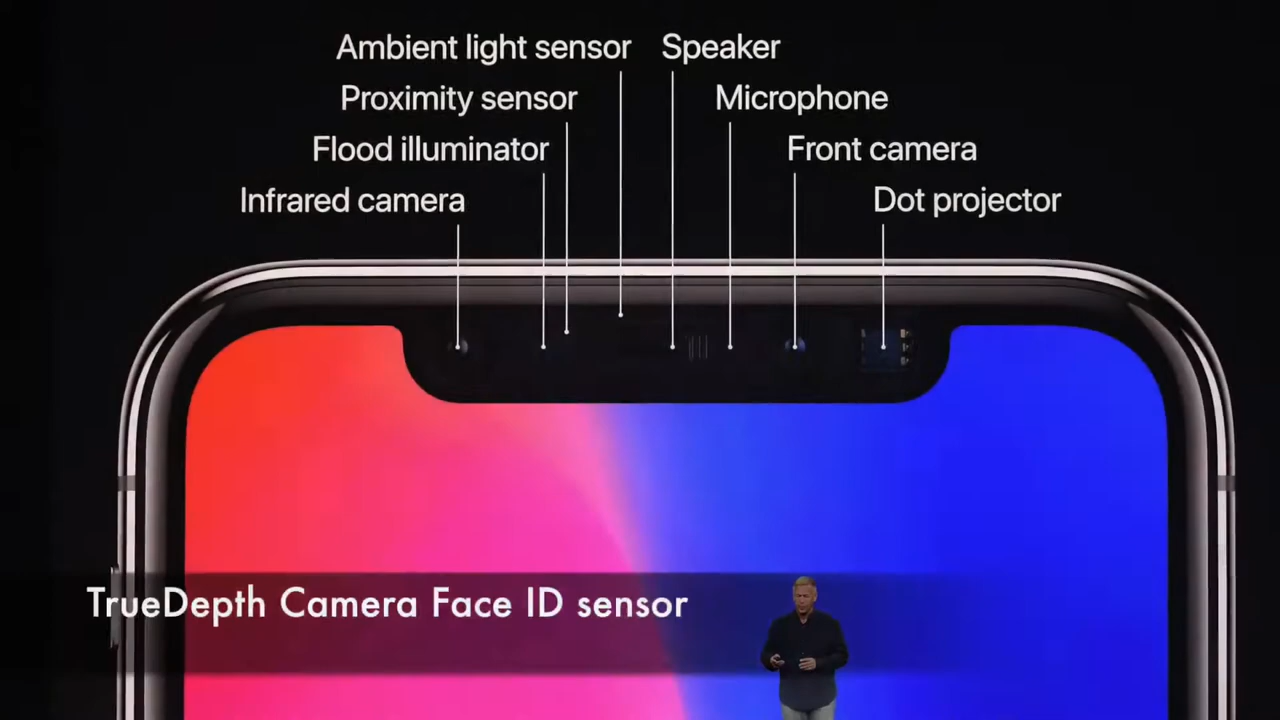 Ambient light sensor
Speaker
Proximity sensor
Microphone
Flood illuminator
Front camera
Infrared camera
Dot projector
TrueDepth Camera Face ID sensor